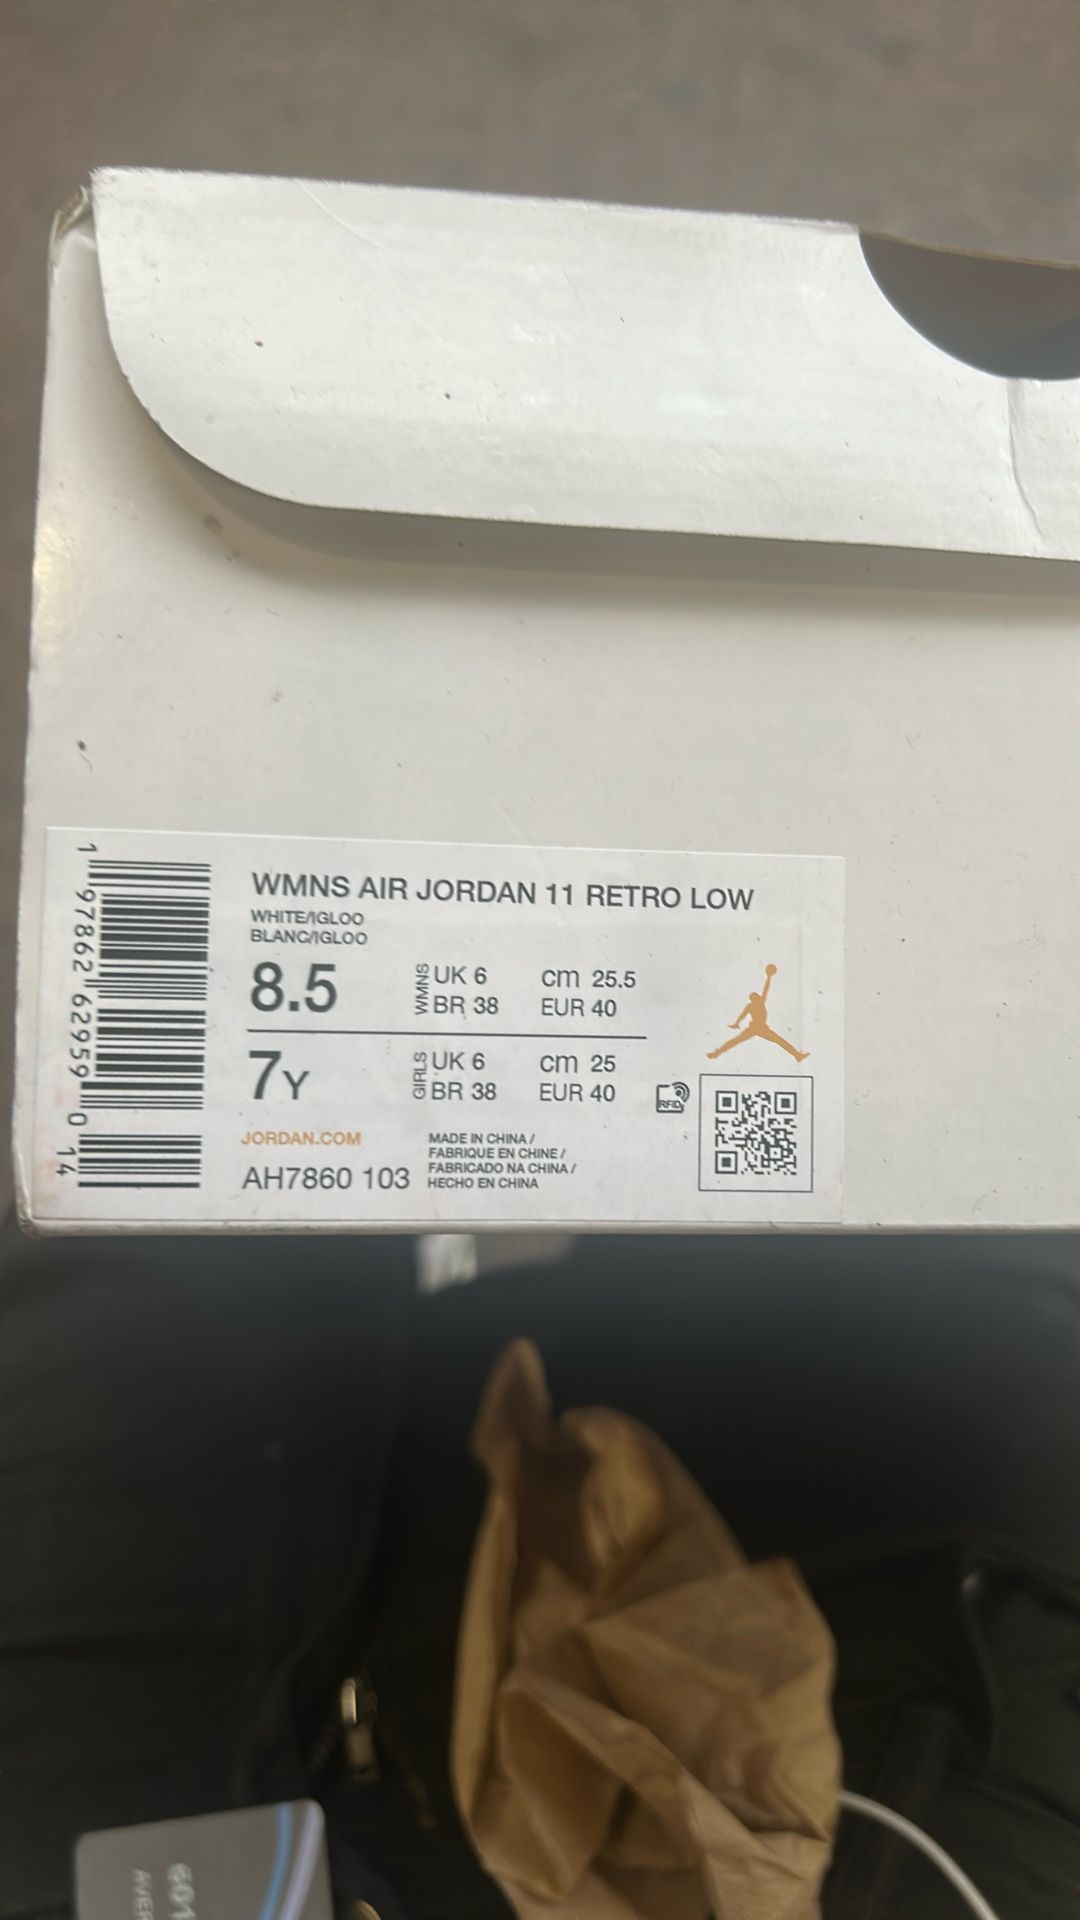 WMNS AIR JORDAN 11 RETRO LOW
WHITE/IGLOO
BLANC/IGLOO
8.5
WMNS
UK 6 cm 25.5
BR 38 EUR 40
7Y
GIRLS
UK 6 cm 25
BR 38 EUR 40
RFID
JORDAN.COM
AH7860 103
MADE IN CHINA /
FABRIQUE EN CHINE /
FABRICADO NA CHINA /
HECHO EN CHINA
1 97862 62959 0 14